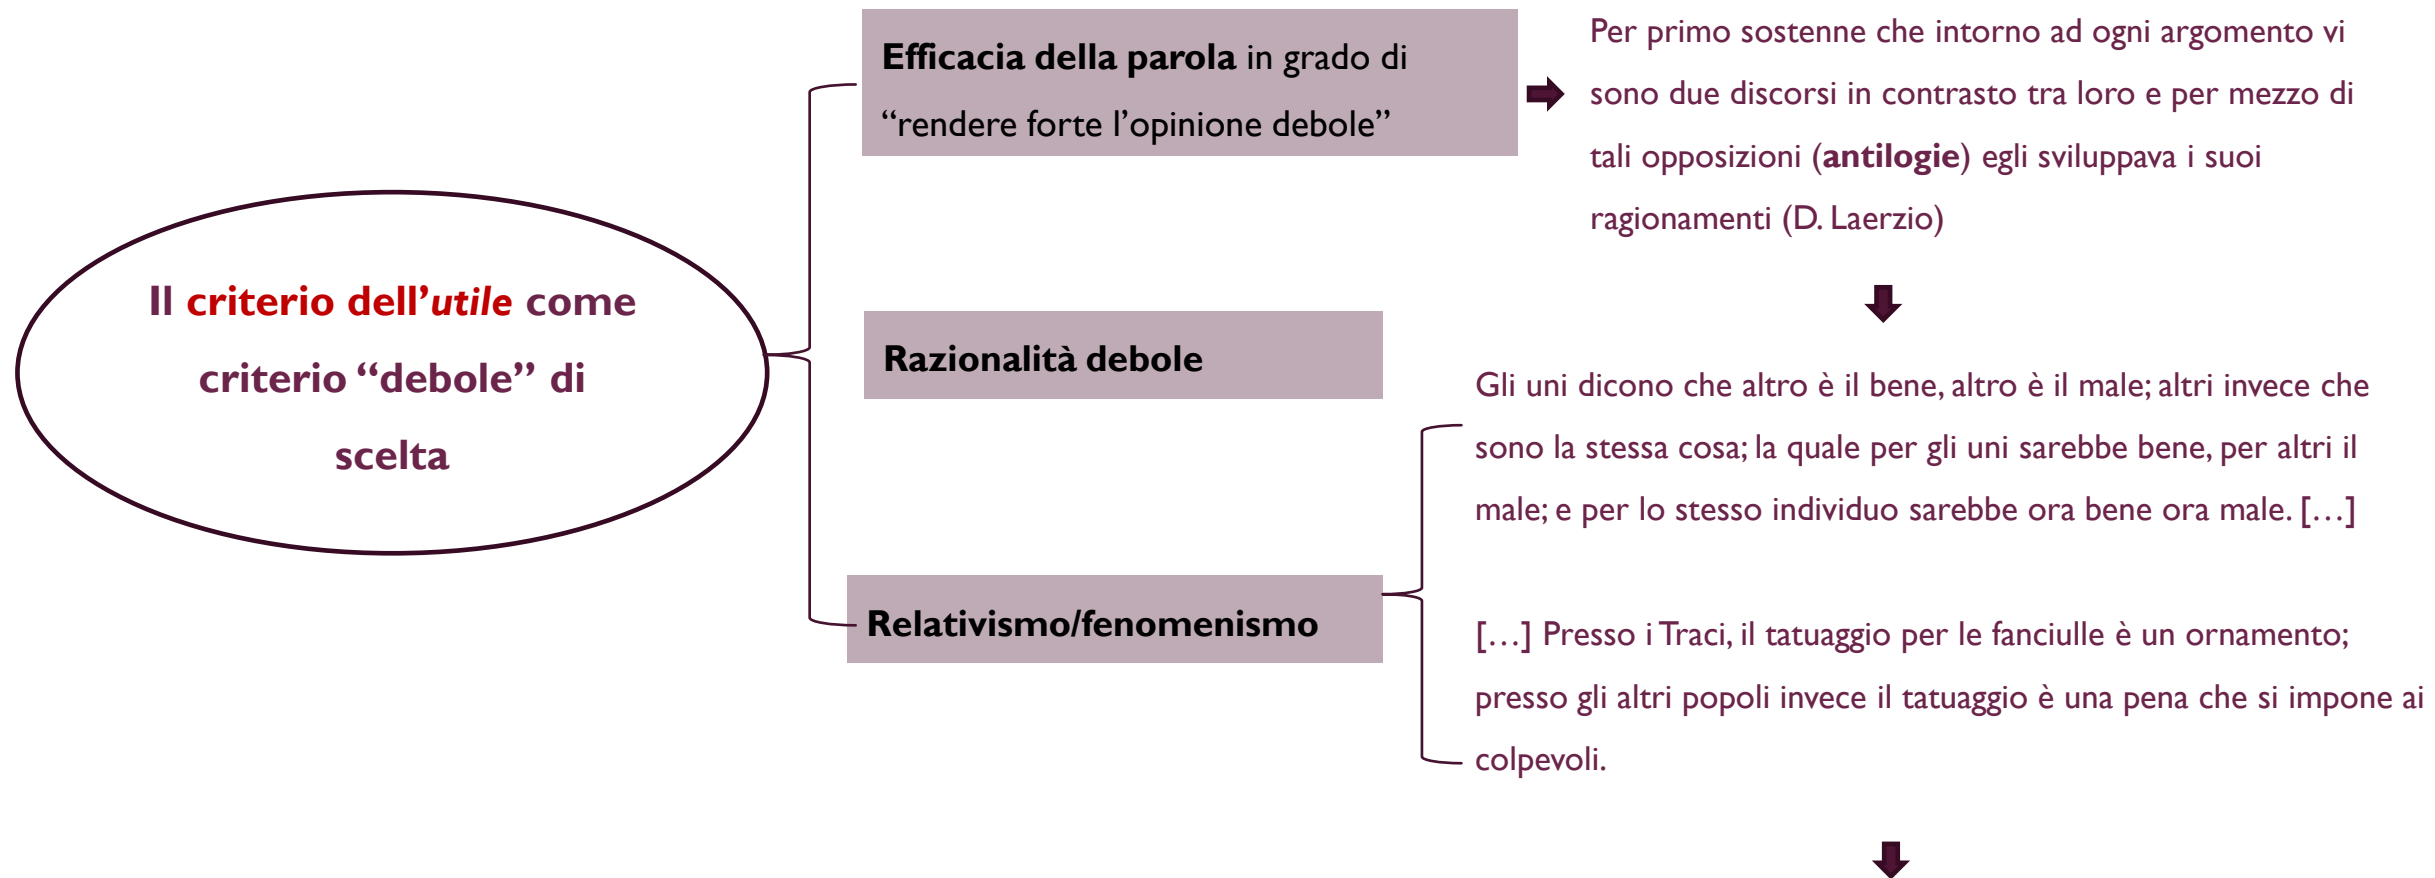 Il criterio dell’utile come
criterio “debole” di
scelta
Efficacia della parola in grado di
“rendere forte l’opinione debole”
Per primo sostenne che intorno ad ogni argomento vi
sono due discorsi in contrasto tra loro e per mezzo di
tali opposizioni (antilogie) egli sviluppava i suoi
ragionamenti (D. Laerzio)
Razionalità debole
Relativismo/fenomenismo
Gli uni dicono che altro è il bene, altro è il male; altri invece che
sono la stessa cosa; la quale per gli uni sarebbe bene, per altri il
male; e per lo stesso individuo sarebbe ora bene ora male. […]
[…] Presso i Traci, il tatuaggio per le fanciulle è un ornamento;
presso gli altri popoli invece il tatuaggio è una pena che si impone ai
colpevoli.